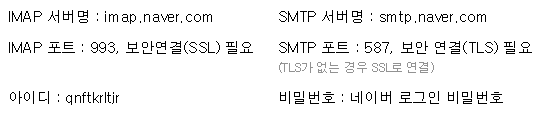 IMAP 서버명 : imap.naver.com
SMTP 서버명 : smtp.naver.com
IMAP 포트 : 993, 보안연결(SSL) 필요
SMTP 포트 : 587, 보안 연결(TLS) 필요
(TLS가 없는 경우 SSL로 연결)
아이디 : qnftkrltjr
비밀번호 : 네이버 로그인 비밀번호